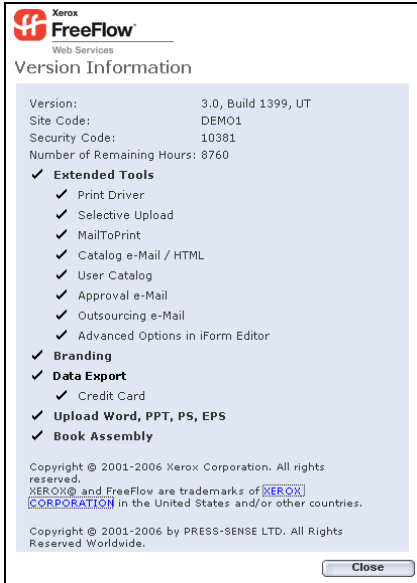 Xerox
FreeFlow™
Web Services
Version Information
Version: 3.0, Build 1399, UT
Site Code: DEMO1
Security Code: 10381
Number of Remaining Hours: 8760
Extended Tools
Print Driver
Selective Upload
MailToPrint
Catalog e-Mail / HTML
User Catalog
Approval e-Mail
Outsourcing e-Mail
Advanced Options in iForm Editor
Branding
Data Export
Credit Card
Upload Word, PPT, PS, EPS
Book Assembly
Copyright © 2001-2006 Xerox Corporation. All rights
reserved.
XEROX© and FreeFlow are trademarks of XEROX
CORPORATION in the United States and/or other countries.
Copyright © 2001-2006 by PRESS-SENSE LTD. All Rights
Reserved Worldwide.
Close